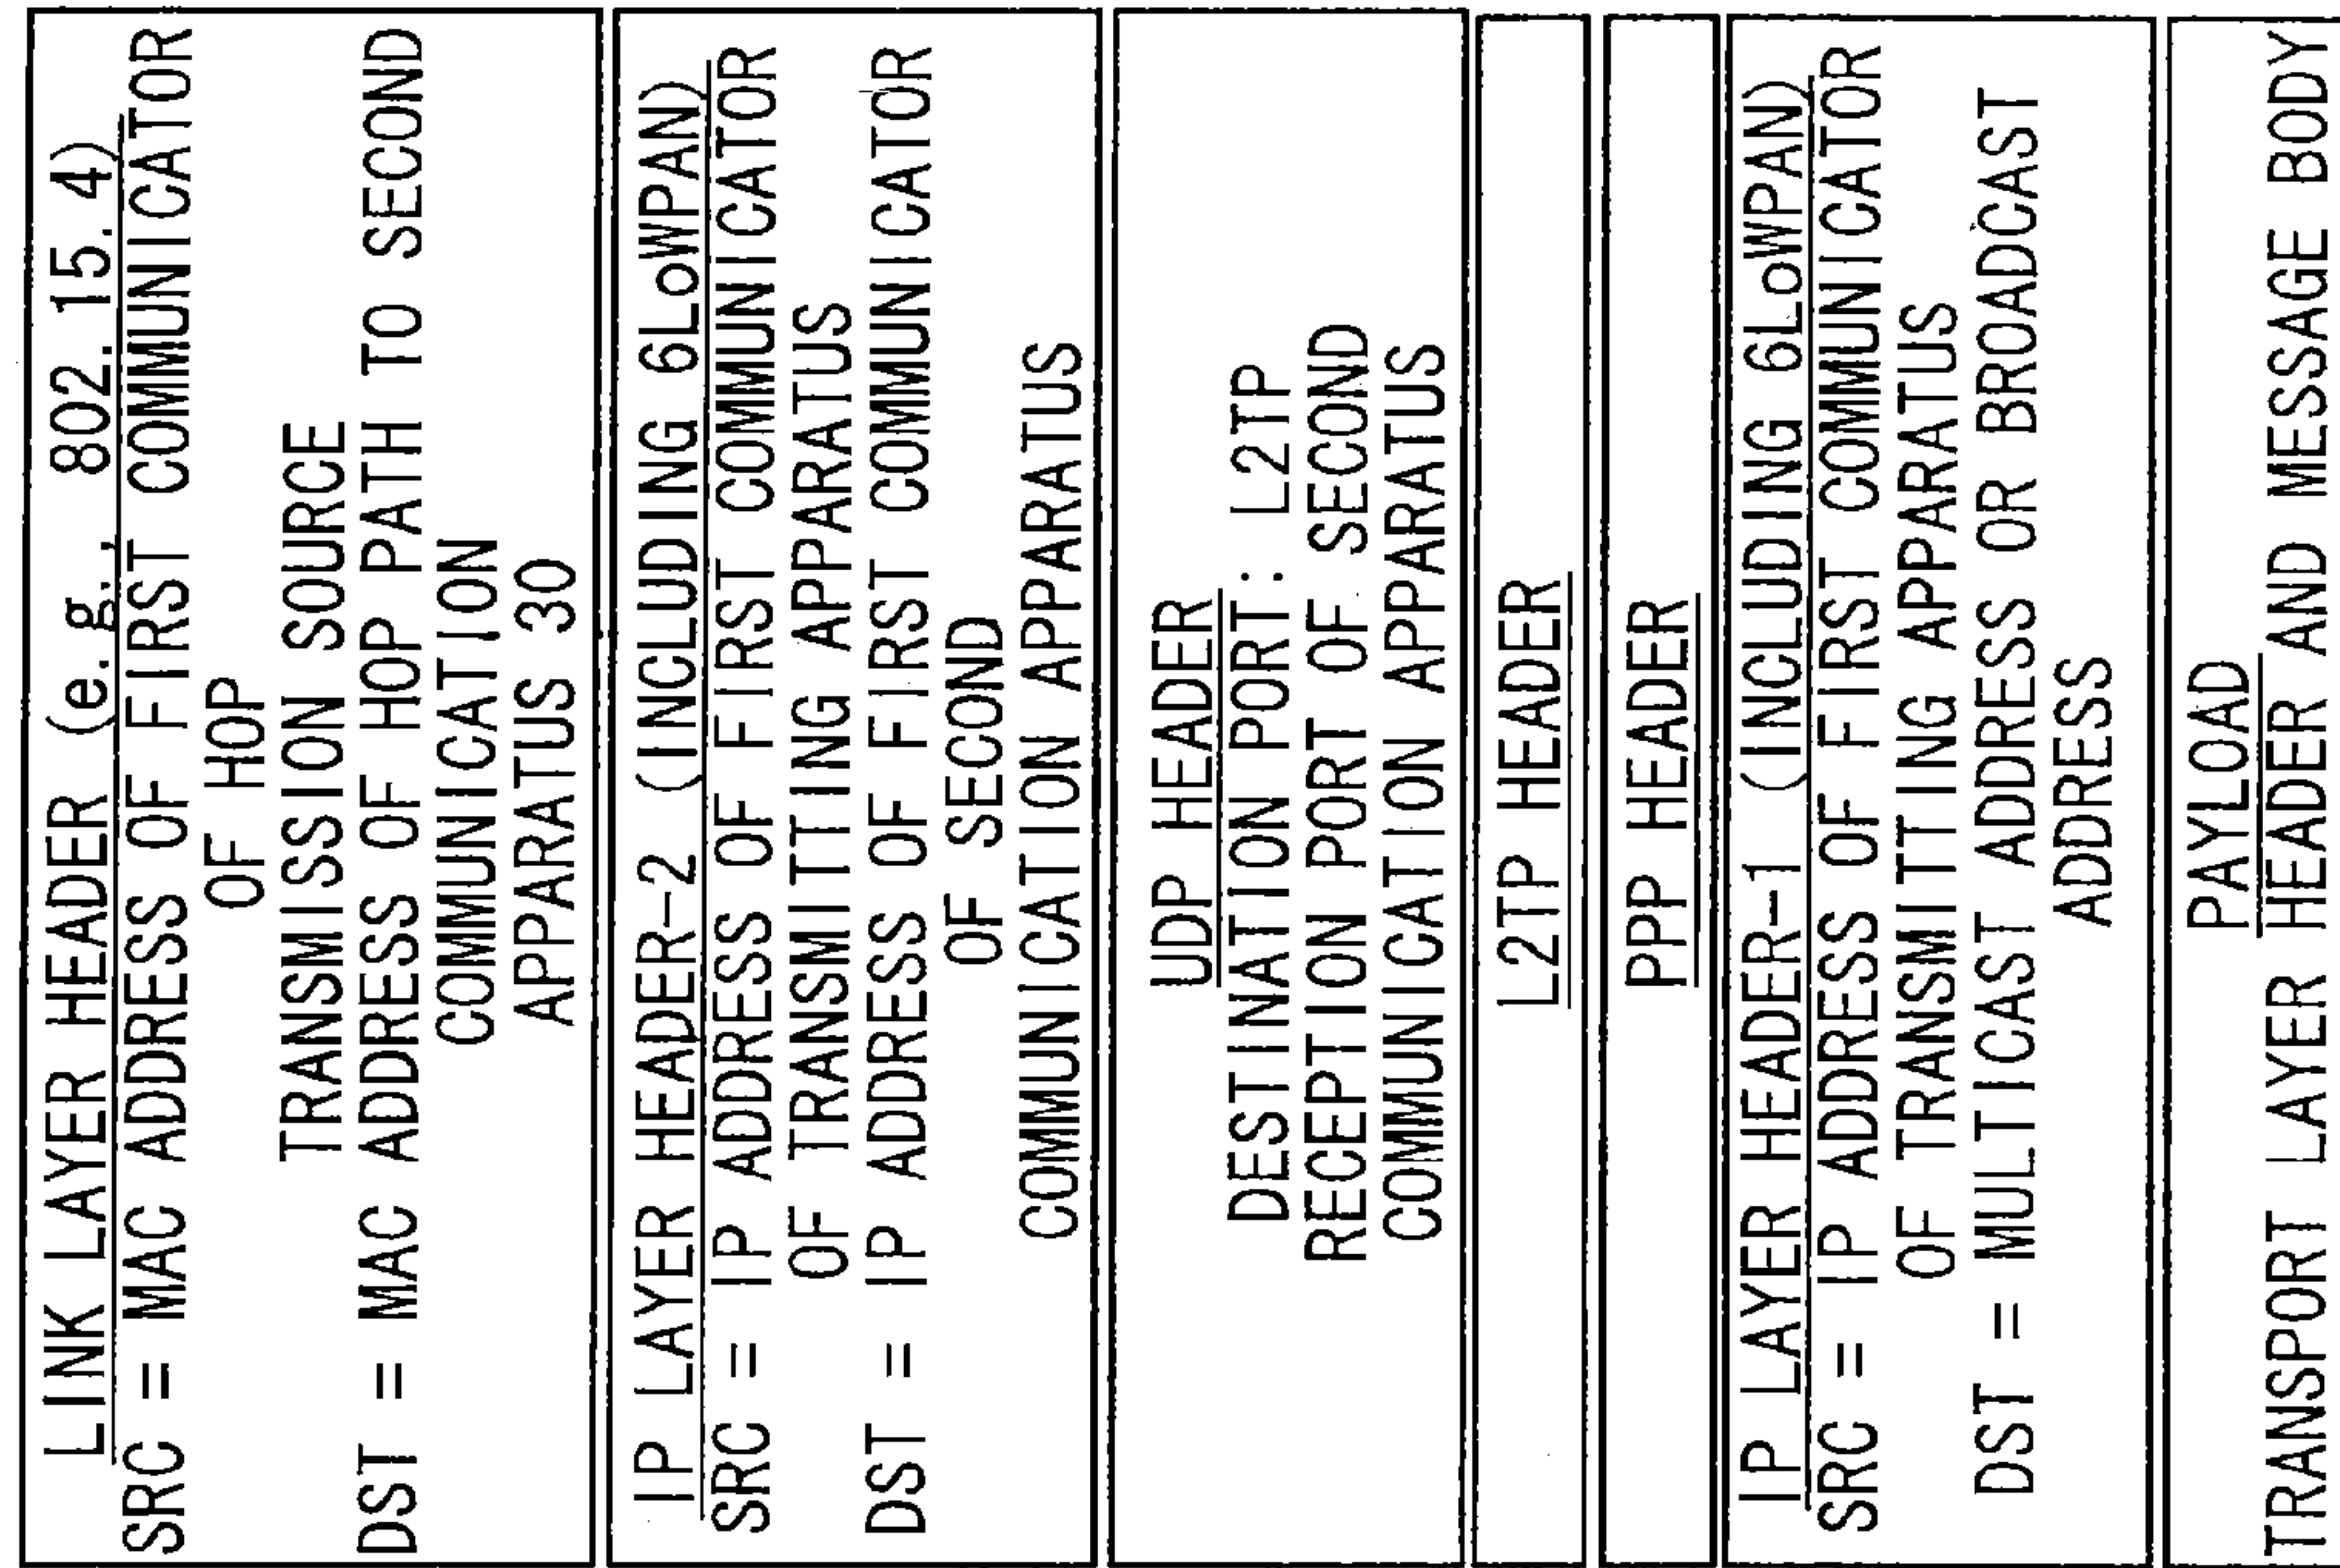 LINK LAYER HEADER (e.g., 802.15.4)
SRC = MAC ADDRESS OF FIRST COMMUNICATOR
OF HOP
TRANSMISSION SOURCE
DST = MAC ADDRESS OF HOP PATH TO SECOND
COMMUNICATION
APPARATUS 30
IP LAYER HEADER-2 (INCLUDING 6LoWPAN)
SRC = IP ADDRESS OF FIRST COMMUNICATOR
OF TRANSMITTING APPARATUS
DST = IP ADDRESS OF FIRST COMMUNICATOR
OF SECOND
COMMUNICATION APPARATUS
UDP HEADER
DESTINATION PORT: L2TP
RECEPTION PORT OF SECOND
COMMUNICATION APPARATUS
L2TP HEADER
PPP HEADER
IP LAYER HEADER-1 (INCLUDING 6LoWPAN)
SRC = IP ADDRESS OF FIRST COMMUNICATOR
OF TRANSMITTING APPARATUS
DST = MULTICAST ADDRESS OR BROADCAST
ADDRESS
PAYLOAD
TRANSPORT LAYER HEADER AND MESSAGE BODY